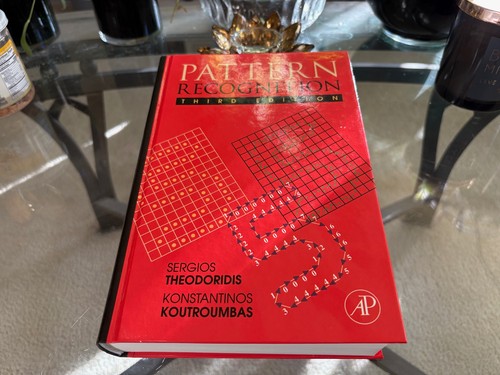 PATTERN
RECOGNITION
THIRD EDITION
SERGIOS
THEODORIDIS
KONSTANTINOS
KOUTROUMBAS
AP